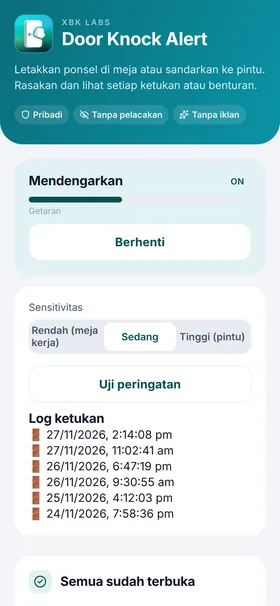 XBK LABS
Door Knock Alert
Letakkan ponsel di meja atau sandarkan ke pintu.
Rasakan dan lihat setiap ketukan atau benturan.
Pribadi
Tanpa pelacakan
Tanpa iklan
Mendengarkan
ON
Getaran
Berhenti
Sensitivitas
Rendah (meja
kerja)
Sedang
Tinggi (pintu)
Uji peringatan
Log ketukan
🚪 27/11/2026, 2:14:08 pm
🚪 27/11/2026, 11:02:41 am
🚪 26/11/2026, 6:47:19 pm
🚪 26/11/2026, 9:30:55 am
🚪 25/11/2026, 4:12:03 pm
🚪 24/11/2026, 7:58:36 pm
Semua sudah terbuka